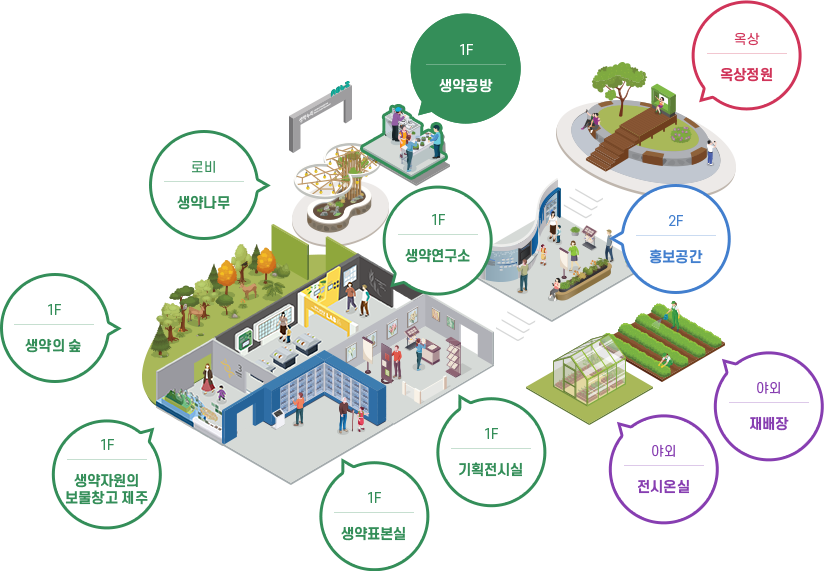 1F
생약공방
옥상
옥상정원
로비
생약나무
1F
생약연구소
2F
홍보공간
1F
생약의 숲
LAB
야외
재배장
1F
생약자원의
보물창고 제주
1F
기획전시실
야외
전시온실
1F
생약표본실